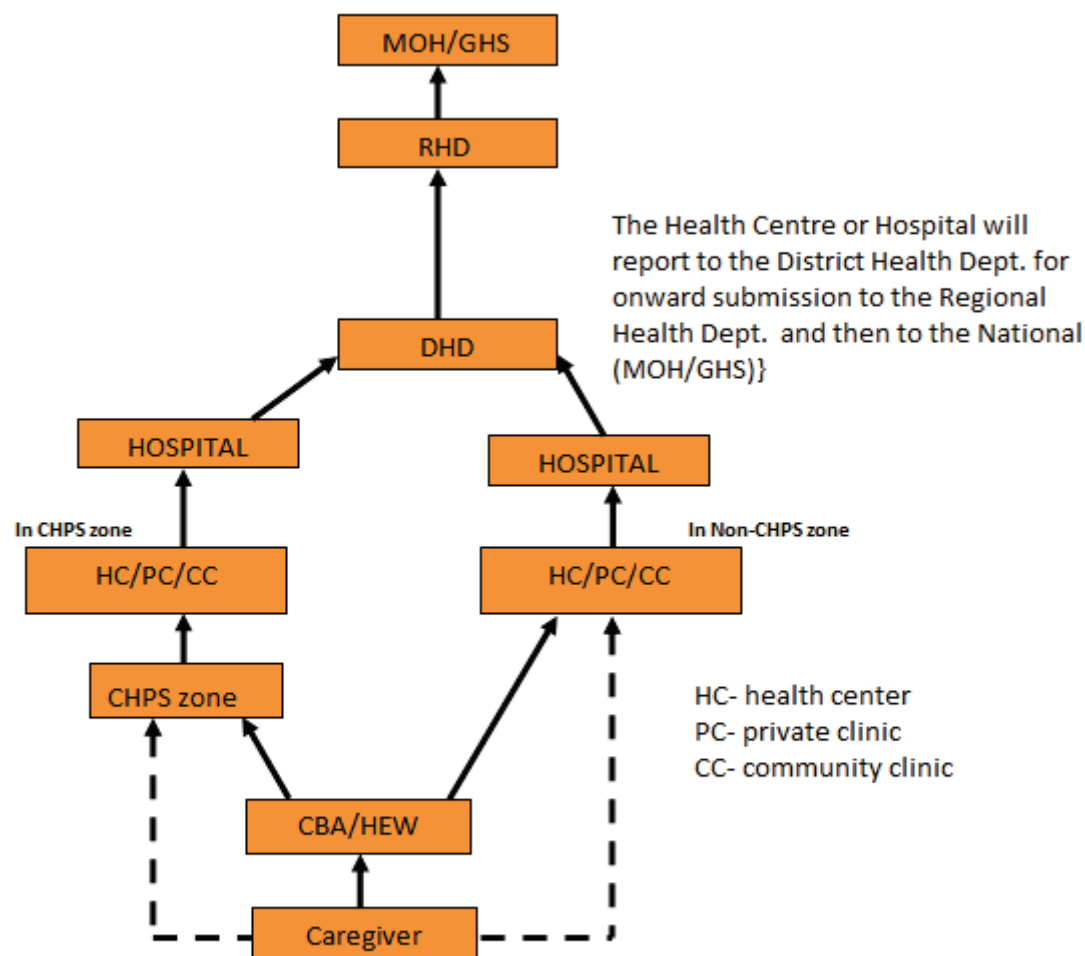 MOH/GHS
RHD
The Health Centre or Hospital will
report to the District Health Dept. for
onward submission to the Regional
Health Dept.  and then to the National
(MOH/GHS)}
DHD
HOSPITAL
HOSPITAL
In CHPS zone
In Non-CHPS zone
HC/PC/CC
HC/PC/CC
CHPS zone
HC- health center
PC- private clinic
CC- community clinic
CBA/HEW
Caregiver